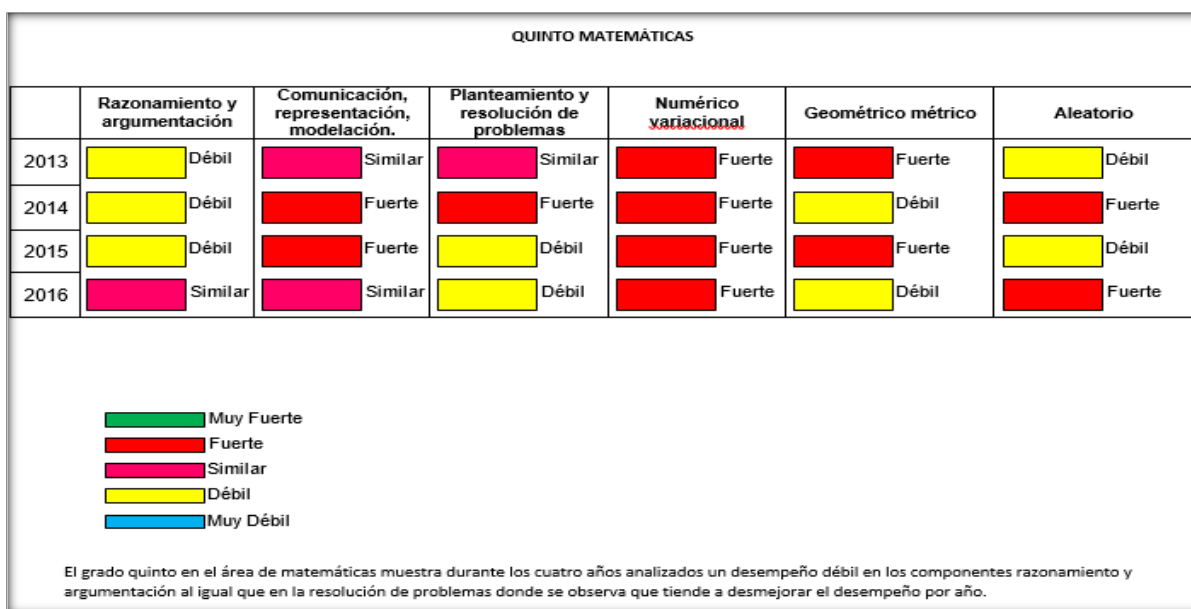 QUINTO MATEMÀTICAS
Razonamiento y argumentación
Comunicación, representación, modelación.
Planteamiento y resolución de problemas
Numérico variacional
Geométrico métrico
Aleatorio
2013 Débil Similar Similar Fuerte Fuerte Débil
2014 Débil Fuerte Fuerte Fuerte Débil Fuerte
2015 Débil Fuerte Débil Fuerte Fuerte Débil
2016 Similar Similar Débil Fuerte Débil Fuerte
Muy Fuerte
Fuerte
Similar
Débil
Muy Débil
El grado quinto en el área de matemáticas muestra durante los cuatro años analizados un desempeño débil en los componentes razonamiento y
argumentación al igual que en la resolución de problemas donde se observa que tiende a desmejorar el desempeño por año.